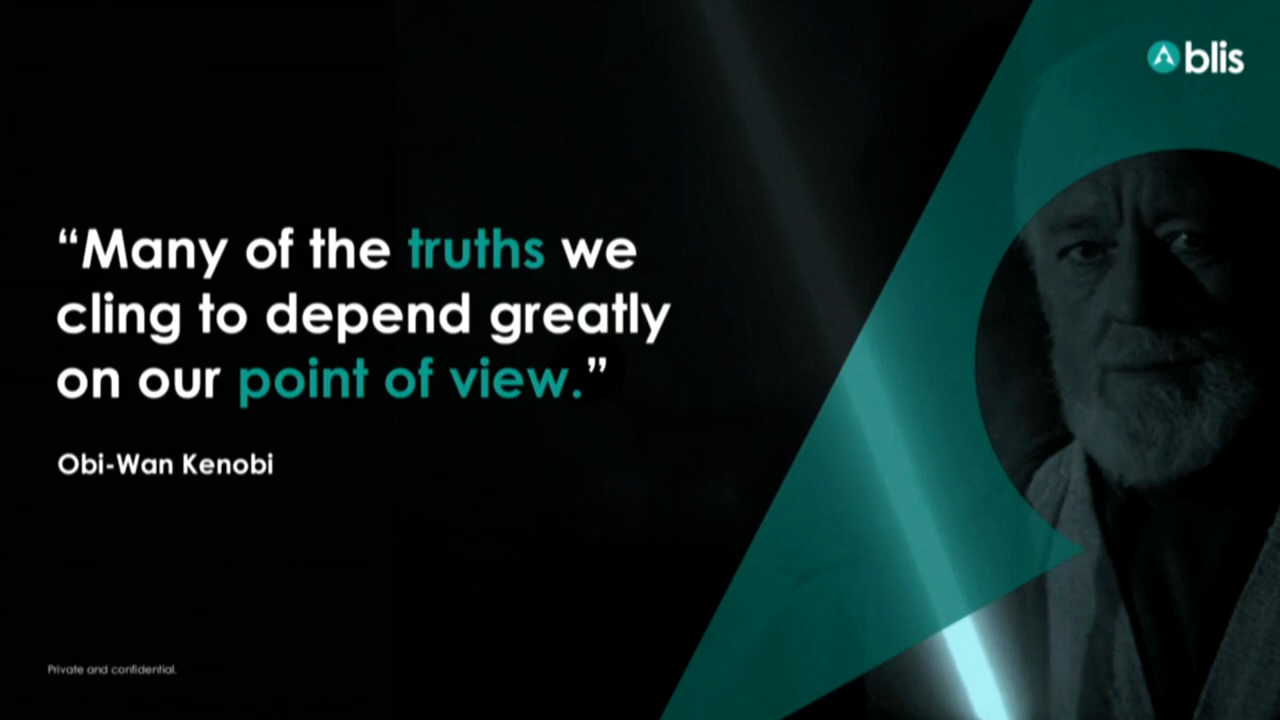 blis
“Many of the truths we
cling to depend greatly
on our point of view.”
Obi-Wan Kenobi
Private and confidential.